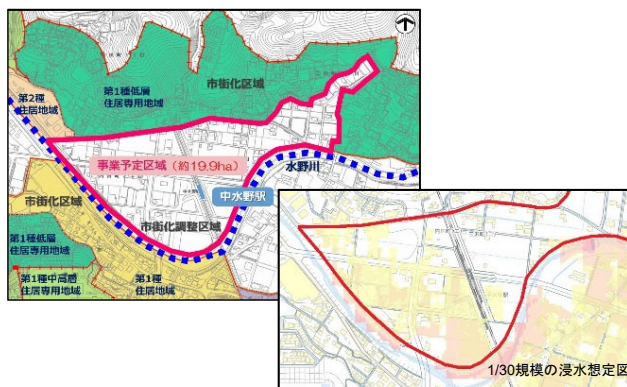 市街化区域
第1種低層
住居専用地域
第2種
住居地域
事業予定区域（約19.9ha）
水野川
中水野駅
市街化区域
市街化調整区域
第1種低層
住居専用地域
第1種中高層
住居専用地域
第1種
住居地域
1/30規模の浸水想定図